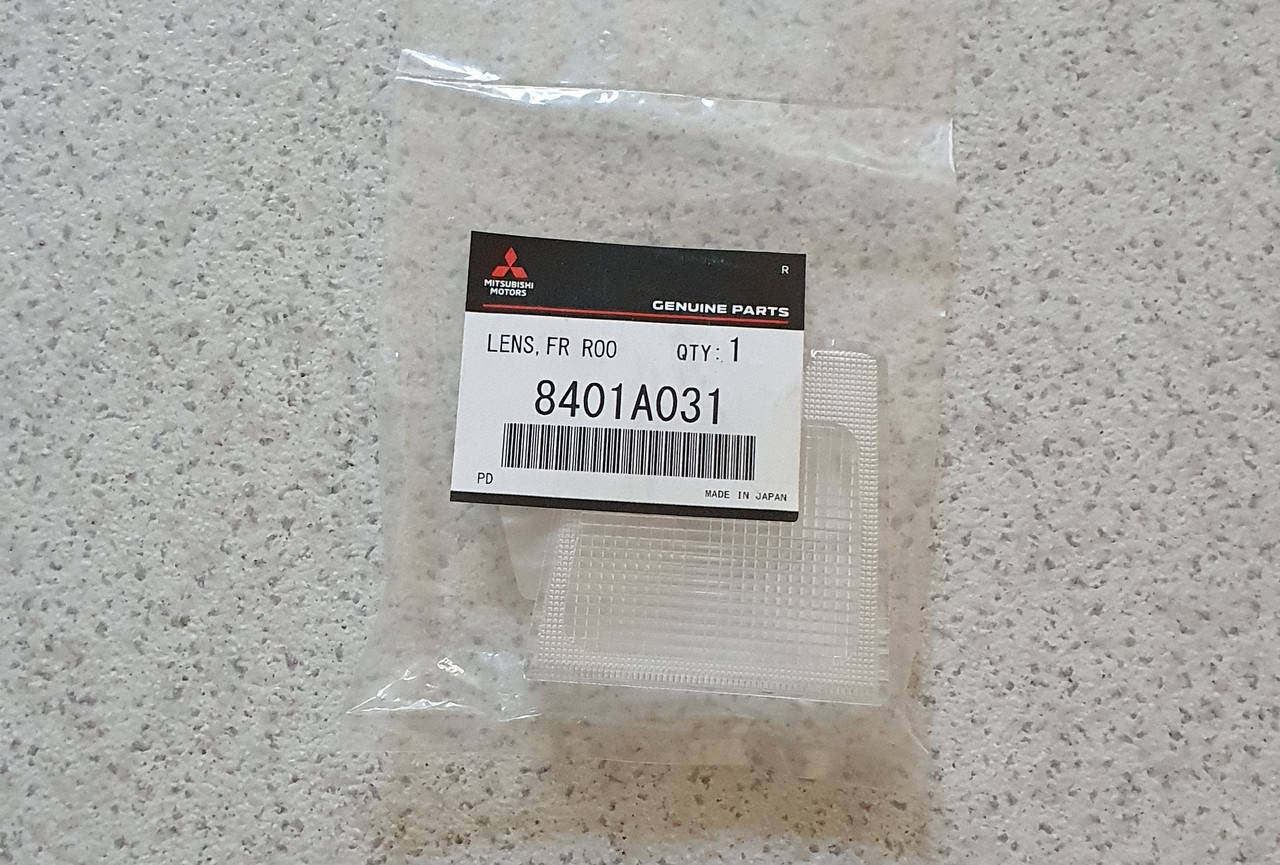 R
MITSUBISHI
MOTORS
GENUINE PARTS
LENS, FR ROO QTY: 1
8401A031
PD
MADE IN JAPAN